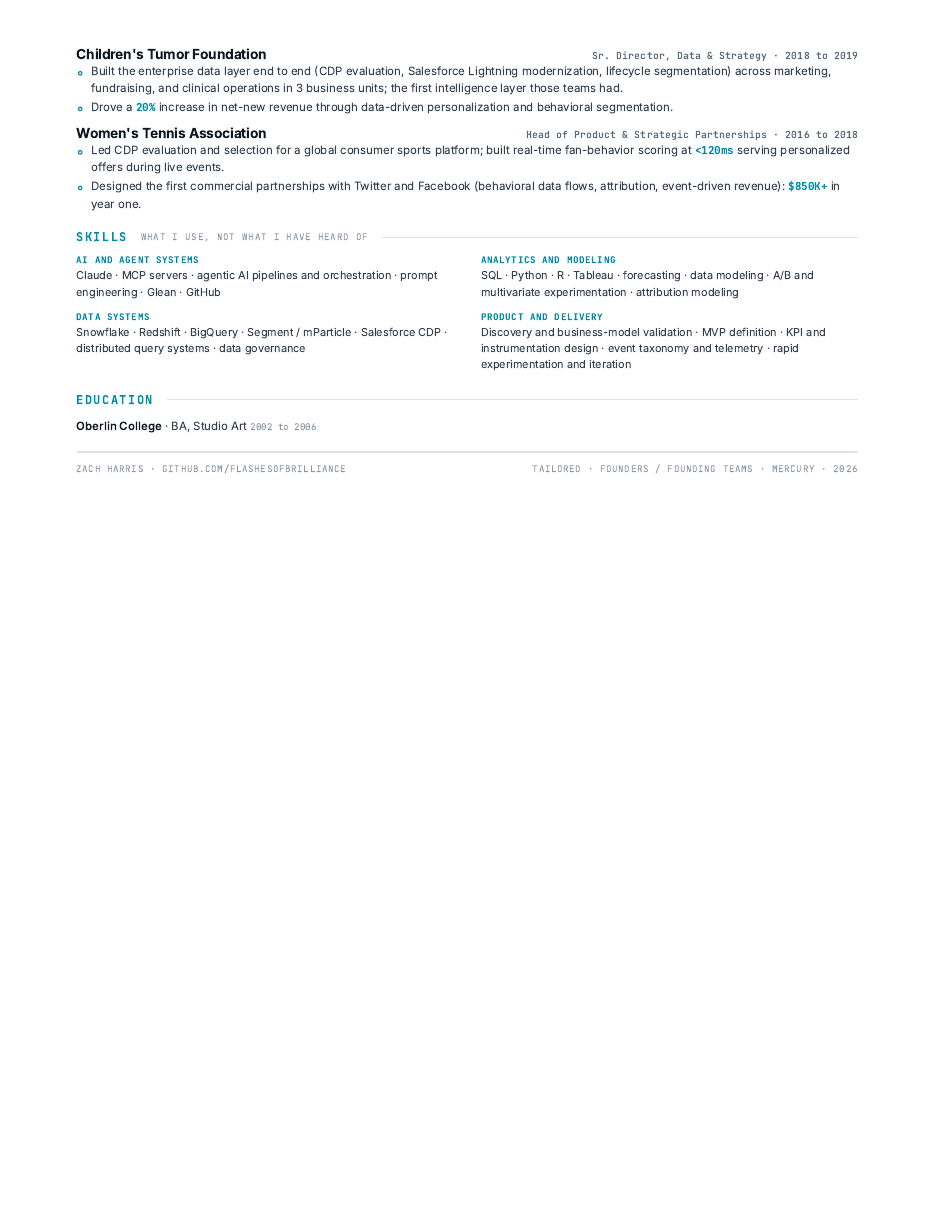 Children's Tumor Foundation Sr. Director, Data & Strategy · 2018 to 2019
Built the enterprise data layer end to end (CDP evaluation, Salesforce Lightning modernization, lifecycle segmentation) across marketing,
fundraising, and clinical operations in 3 business units; the first intelligence layer those teams had.
Drove a 20% increase in net-new revenue through data-driven personalization and behavioral segmentation.
Women's Tennis Association Head of Product & Strategic Partnerships · 2016 to 2018
Led CDP evaluation and selection for a global consumer sports platform; built real-time fan-behavior scoring at <120ms serving personalized
offers during live events.
Designed the first commercial partnerships with Twitter and Facebook (behavioral data flows, attribution, event-driven revenue): $850K+ in
year one.
SKILLS WHAT I USE, NOT WHAT I HAVE HEARD OF
AI AND AGENT SYSTEMS
Claude · MCP servers · agentic AI pipelines and orchestration · prompt
engineering · Glean · GitHub
ANALYTICS AND MODELING
SQL · Python · R · Tableau · forecasting · data modeling · A/B and
multivariate experimentation · attribution modeling
DATA SYSTEMS
Snowflake · Redshift · BigQuery · Segment / mParticle · Salesforce CDP ·
distributed query systems · data governance
PRODUCT AND DELIVERY
Discovery and business-model validation · MVP definition · KPI and
instrumentation design · event taxonomy and telemetry · rapid
experimentation and iteration
EDUCATION
Oberlin College · BA, Studio Art 2002 to 2006
ZACH HARRIS · GITHUB.COM/FLASHESOFBRILLIANCE TAILORED · FOUNDERS / FOUNDING TEAMS · MERCURY · 2026